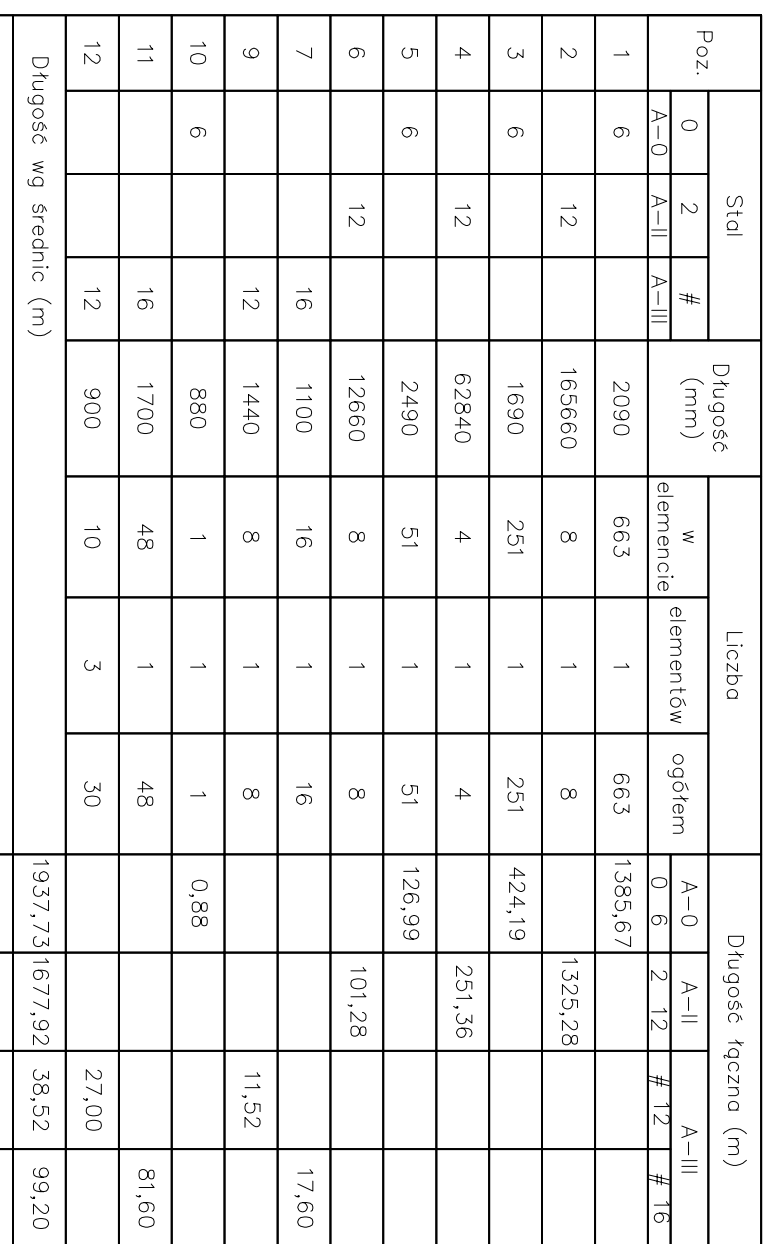 Poz. Stal Długość (mm) Liczba Długość łączna (m)
0 2 # w elemencie elementów ogółem A-0 A-II A-III
A-0 A-II A-III 0 6 2 12 # 12 # 16
1 6 2090 663 1 663 1385,67
2 12 165660 8 1 8 1325,28
3 6 1690 251 1 251 424,19
4 12 62840 4 1 4 251,36
5 6 2490 51 1 51 126,99
6 12 12660 8 1 8 101,28
7 16 1100 16 1 16 17,60
9 12 1440 8 1 8 11,52
10 6 880 1 1 1 0,88
11 16 1700 48 1 48 81,60
12 12 900 10 3 30 27,00
Długość wg średnic (m) 1937,73 1677,92 38,52 99,20